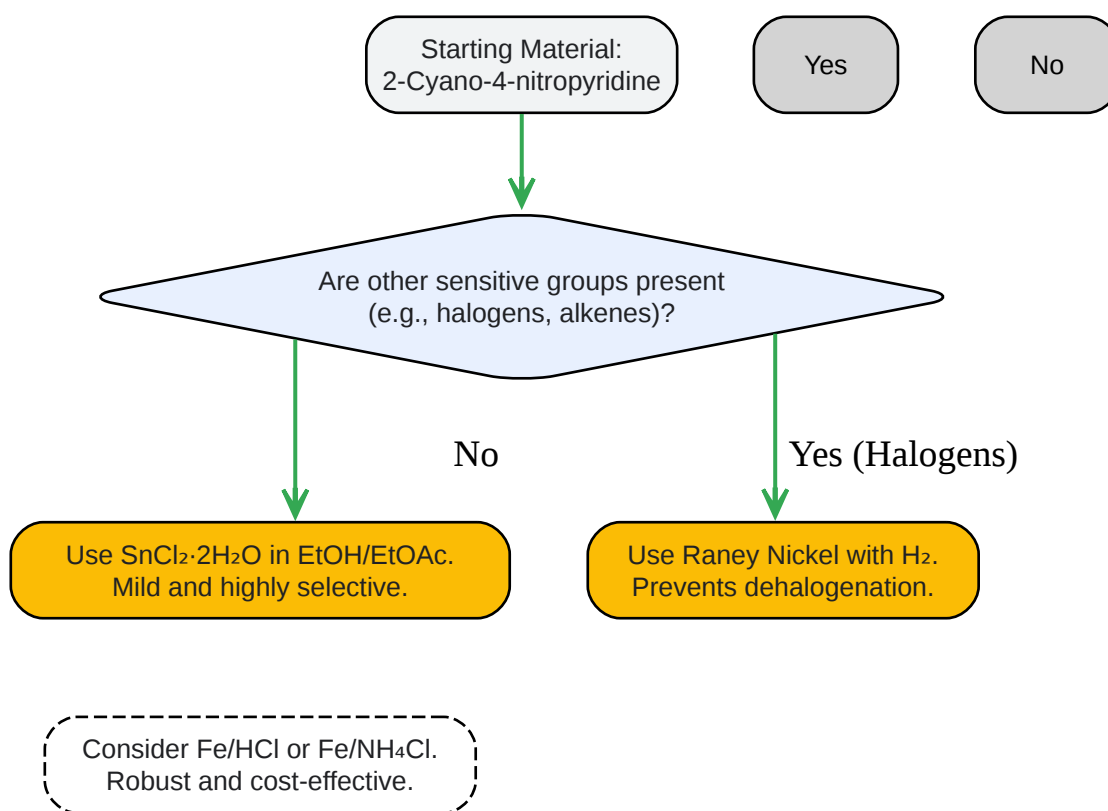 Starting Material:
2-Cyano-4-nitropyridine
Yes
No
Are other sensitive groups present
(e.g., halogens, alkenes)?
No
Yes (Halogens)
Use SnCl₂·2H₂O in EtOH/EtOAc.
Mild and highly selective.
Use Raney Nickel with H₂.
Prevents dehalogenation.
Consider Fe/HCl or Fe/NH₄Cl.
Robust and cost-effective.